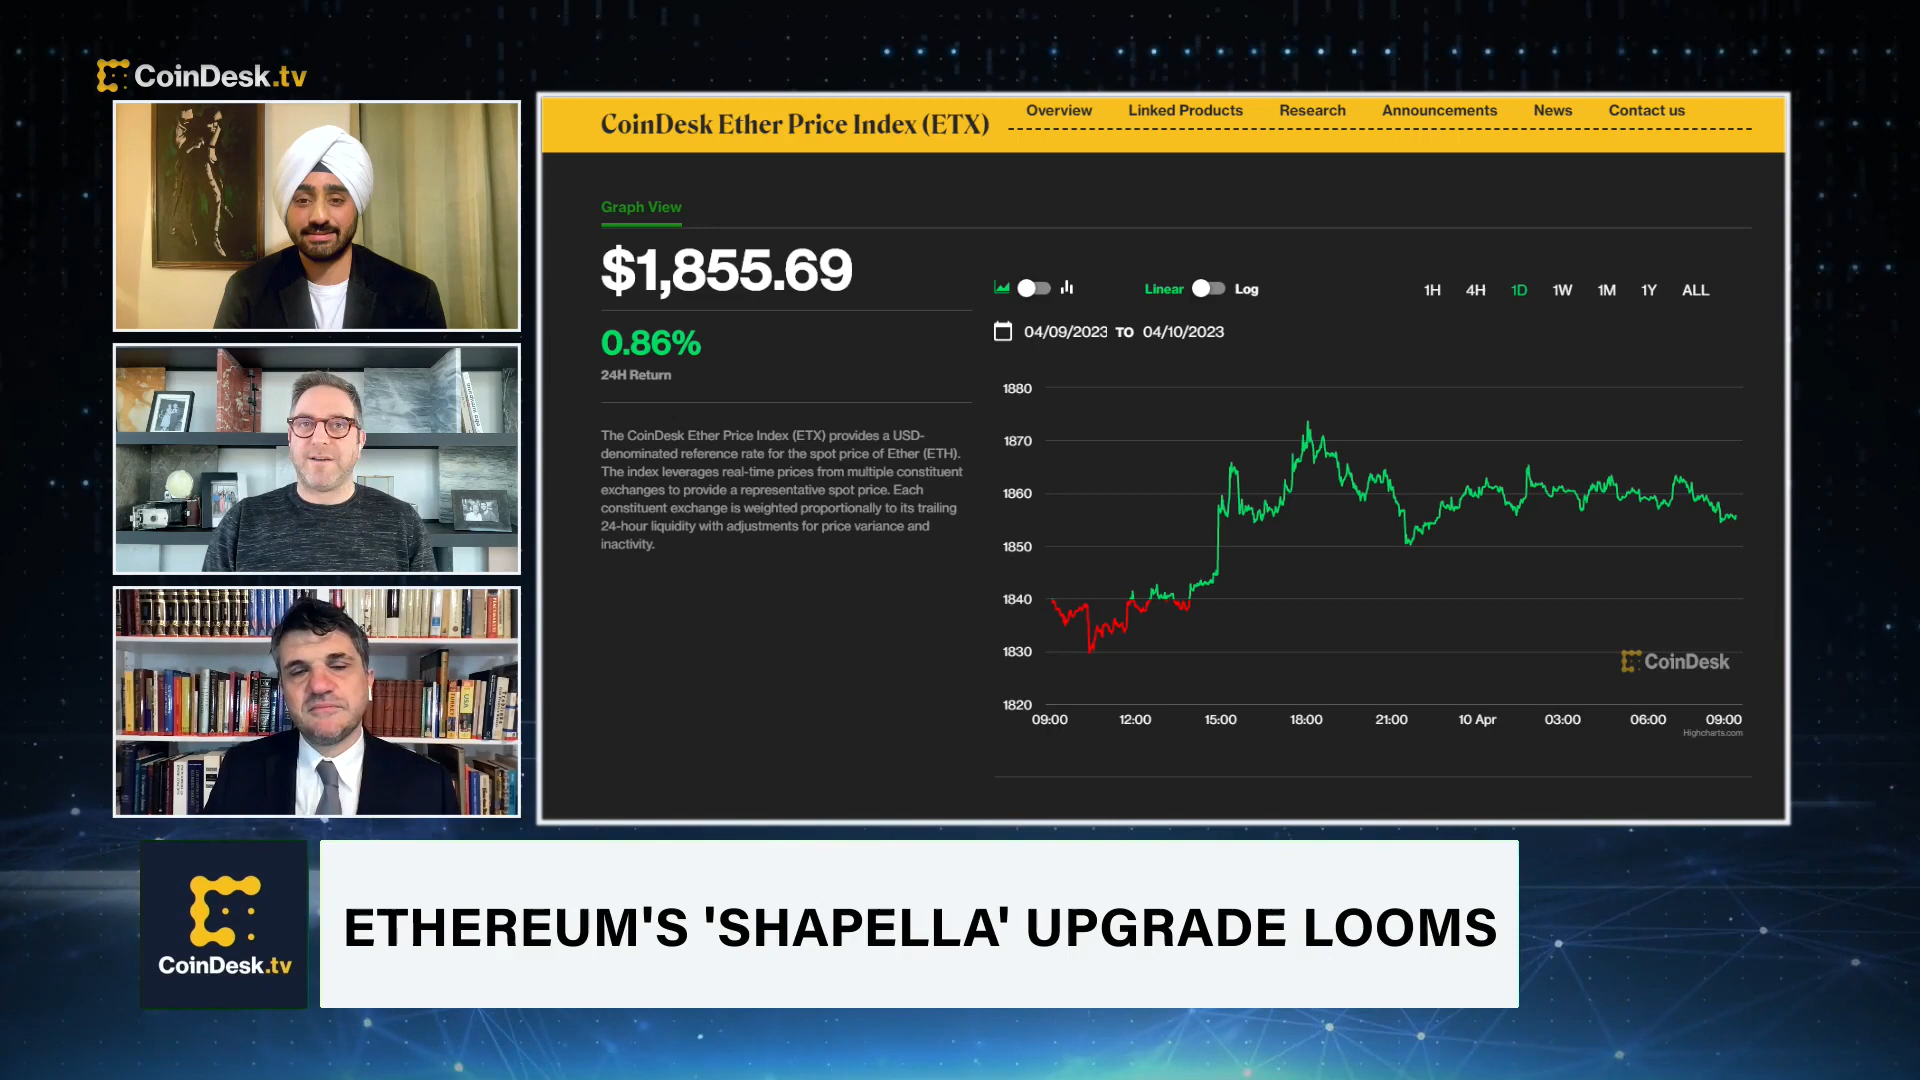 CoinDesk.tv
CoinDesk Ether Price Index (ETX)
Overview
Linked Products
Research
Announcements
News
Contact us
Graph View
$1,855.69
0.86%
24H Return
The CoinDesk Ether Price Index (ETX) provides a USD-
denominated reference rate for the spot price of Ether (ETH).
The index leverages real-time prices from multiple constituent
exchanges to provide a representative spot price. Each
constituent exchange is weighted proportionally to its trailing
24-hour liquidity with adjustments for price variance and
inactivity.
Linear
Log
1H
4H
1D
1W
1M
1Y
ALL
04/09/2023 TO 04/10/2023
1880
1870
1860
1850
1840
1830
1820
09:00
12:00
15:00
18:00
21:00
10 Apr
03:00
06:00
09:00
CoinDesk
Highcharts.com
ETHEREUM'S 'SHAPELLA' UPGRADE LOOMS
CoinDesk.tv